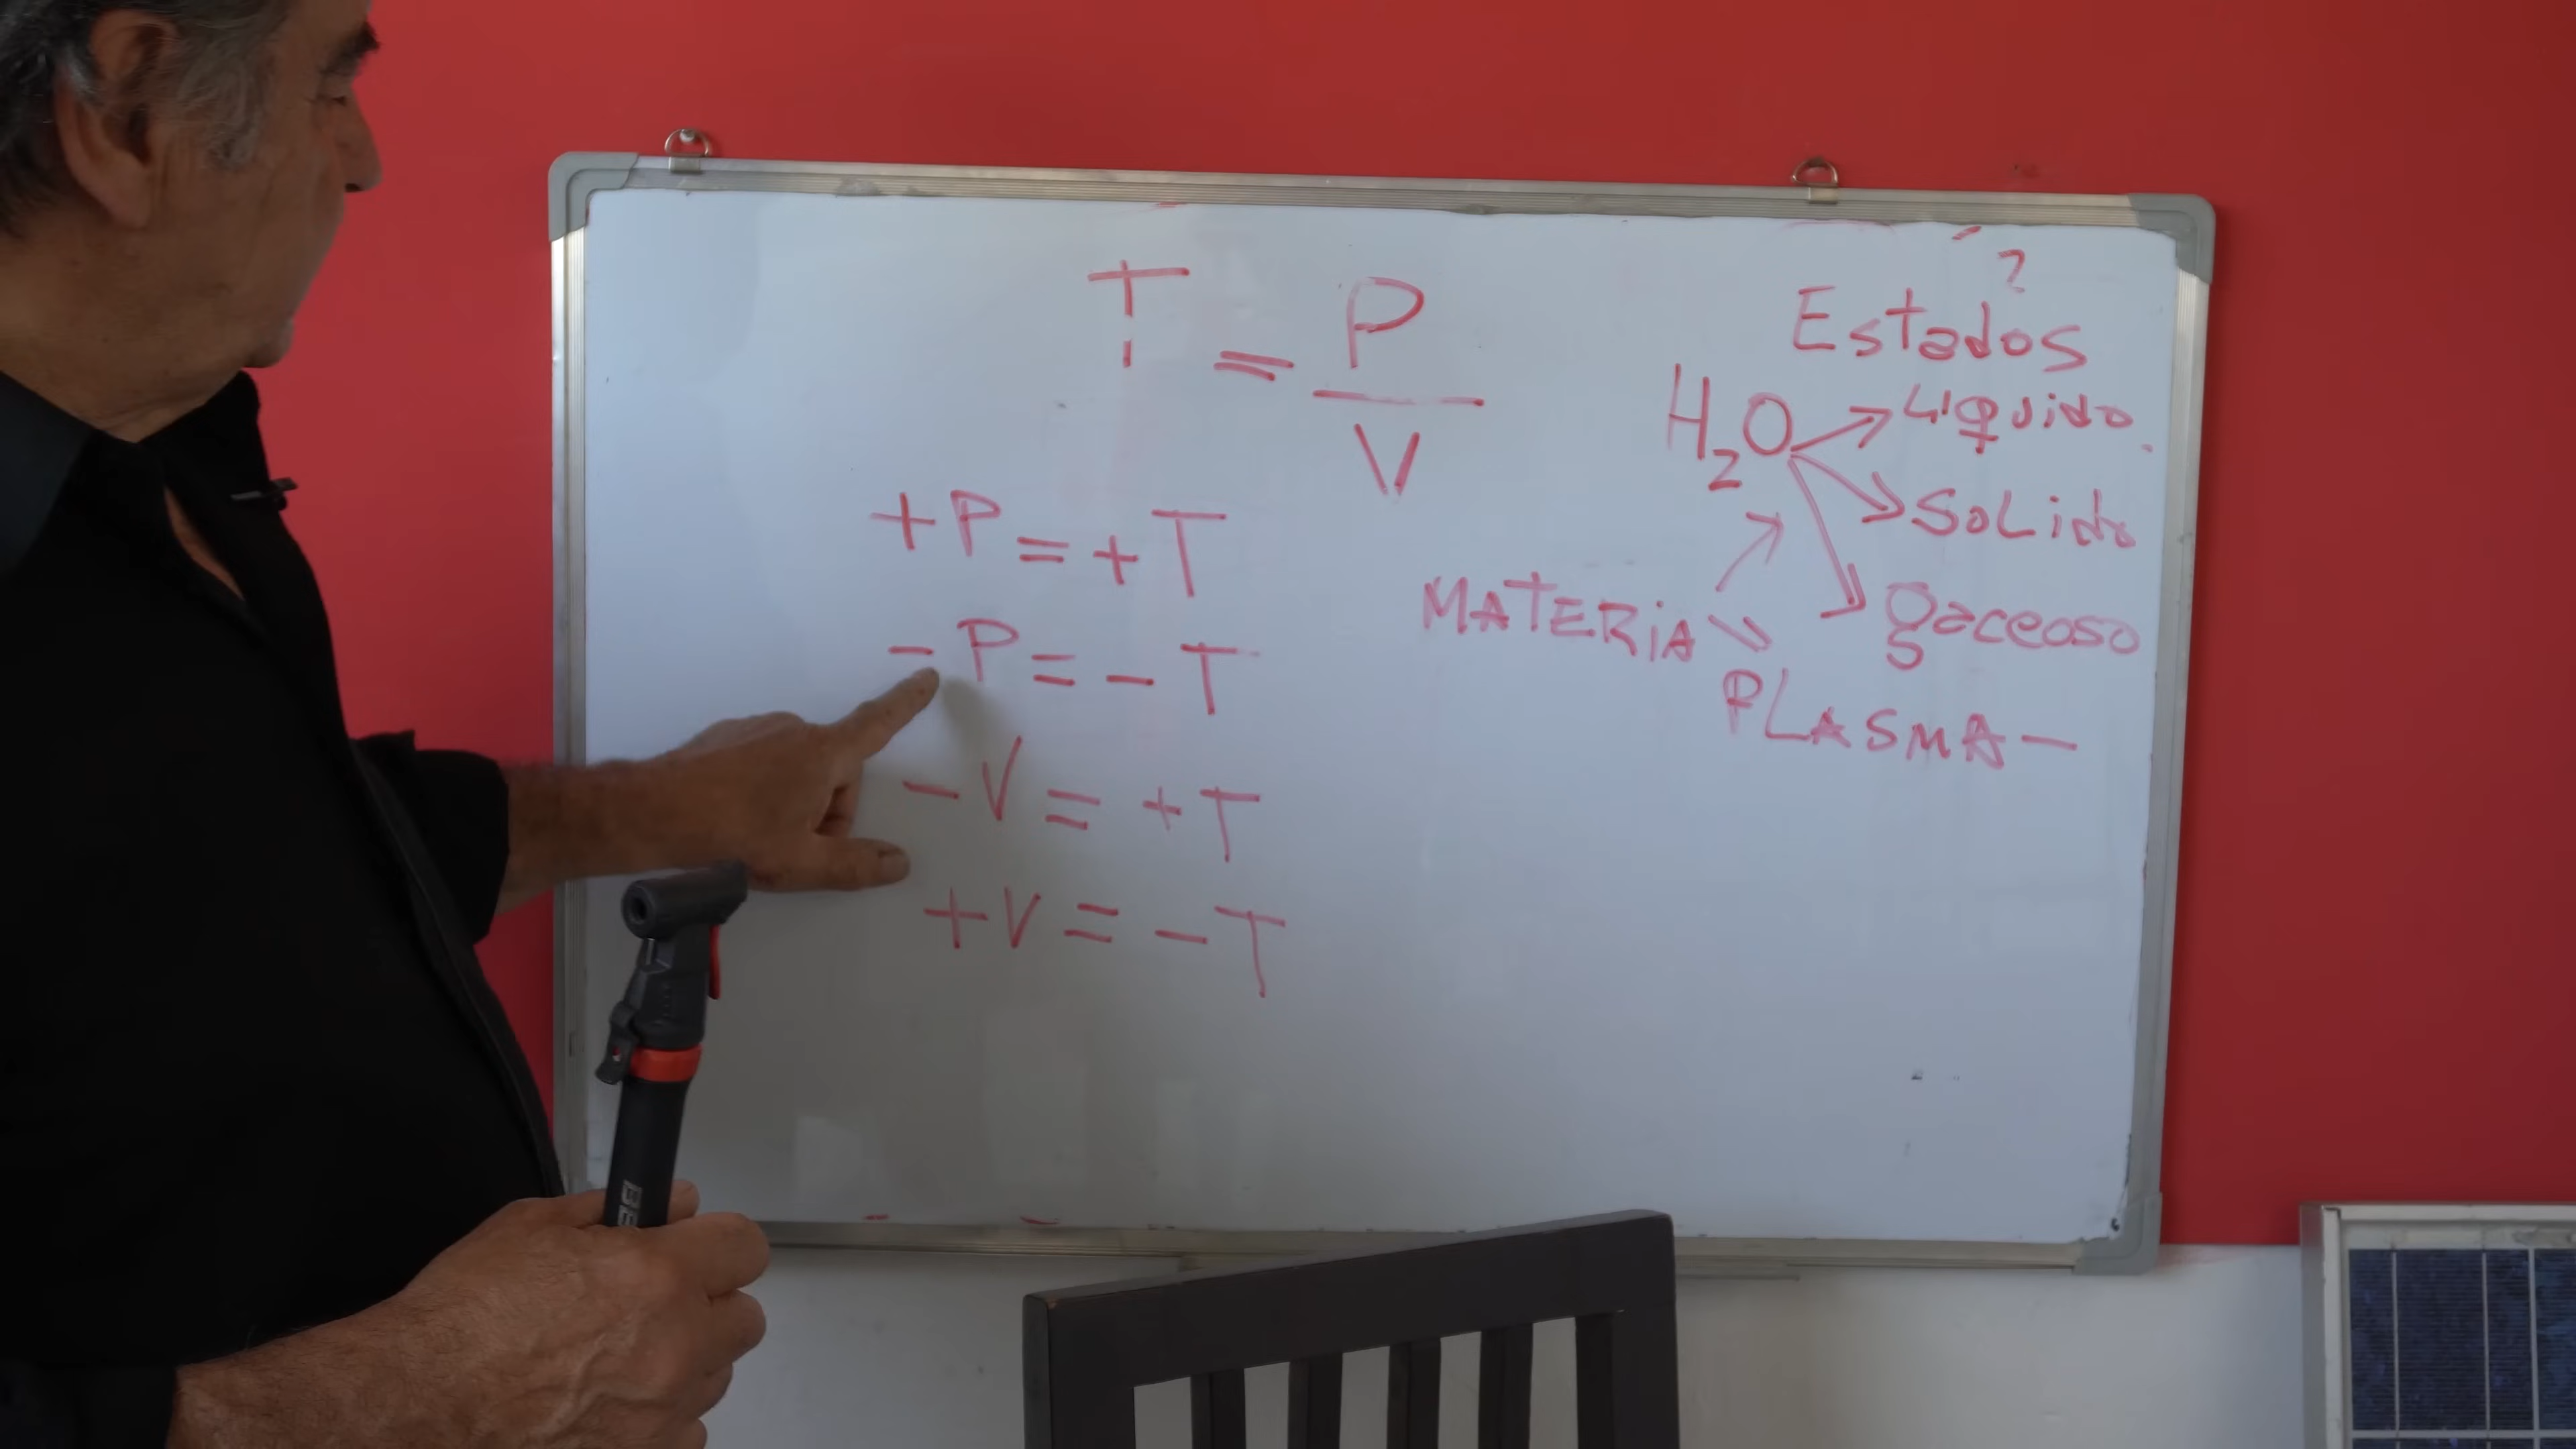 T = P
V
+P = +T
-P = -T
-V = +T
+V = -T
?
Estados
H2O
Líquido
SoLido
gaceoso
MATERiA
PLASMA -